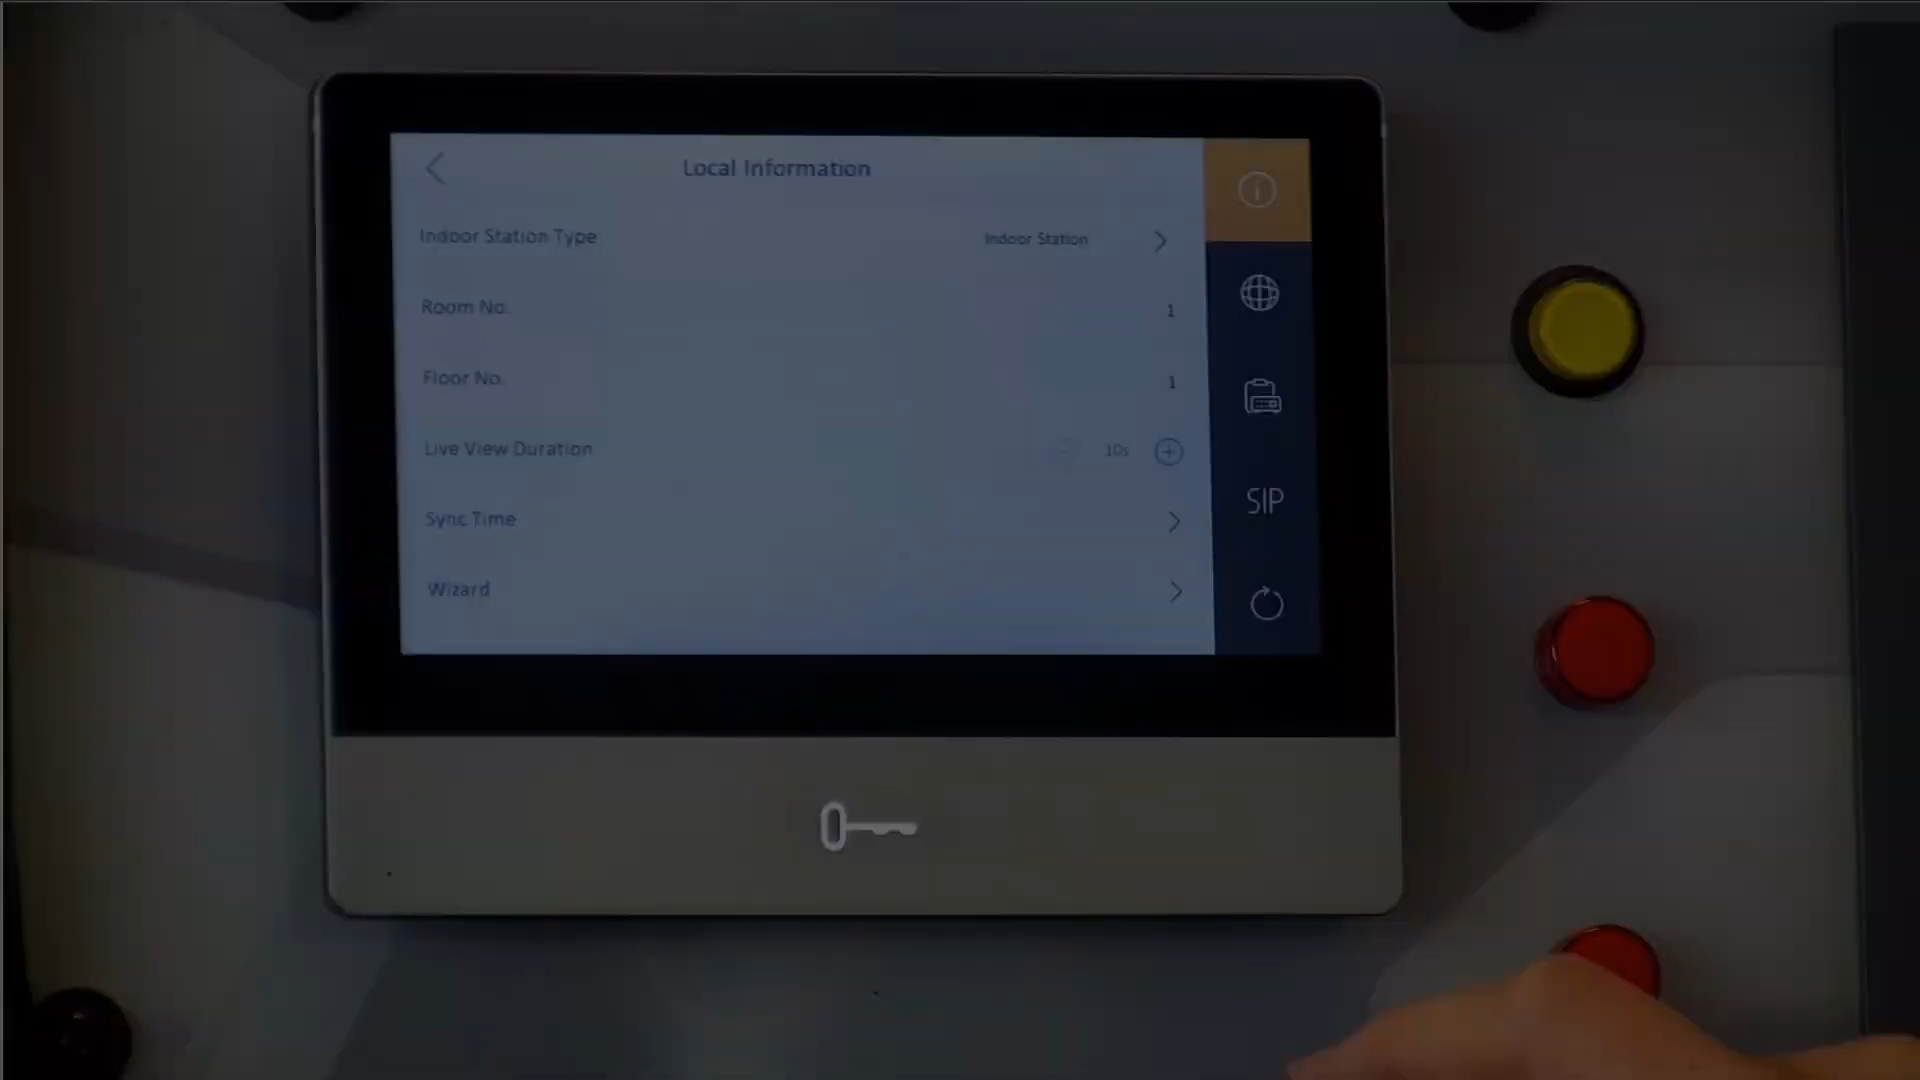 Local Information
Indoor Station Type Indoor Station
Room No. 1
Floor No. 1
Live View Duration 10s
Sync Time
SIP
Wizard